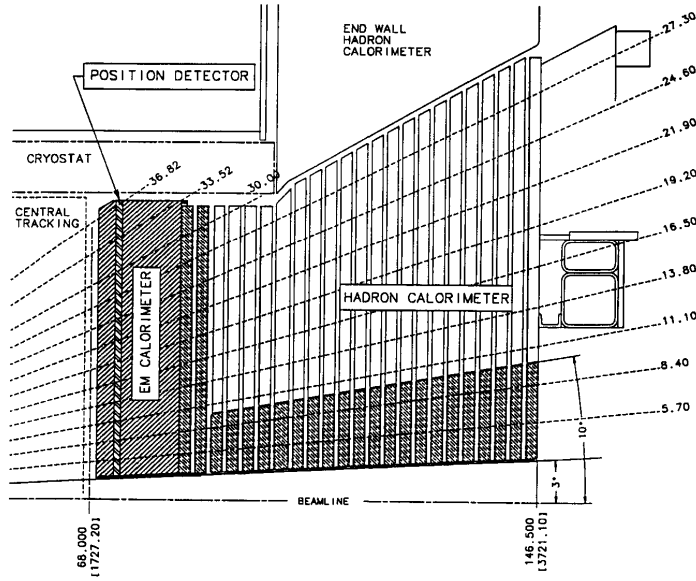 END WALL
HADRON
CALORIMETER
27.30
24.60
21.90
19.20
16.50
13.80
11.10
8.40
5.70
POSITION DETECTOR
CRYOSTAT
36.82
33.52
30.00
CENTRAL
TRACKING
EM CALORIMETER
HADRON CALORIMETER
10°
3°
BEAMLINE
68.000
[1727.20]
146.500
[3721.10]